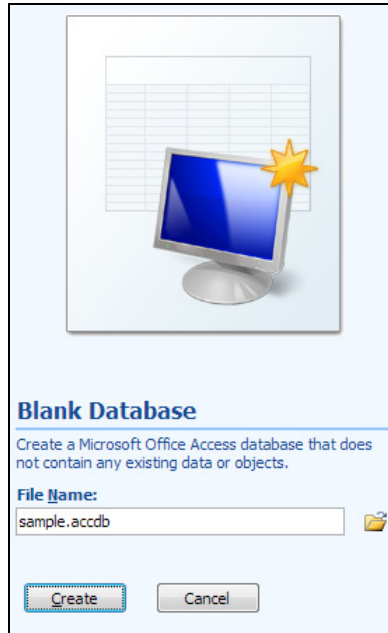 Blank Database
Create a Microsoft Office Access database that does
not contain any existing data or objects.
File Name:
sample.accdb
Create
Cancel